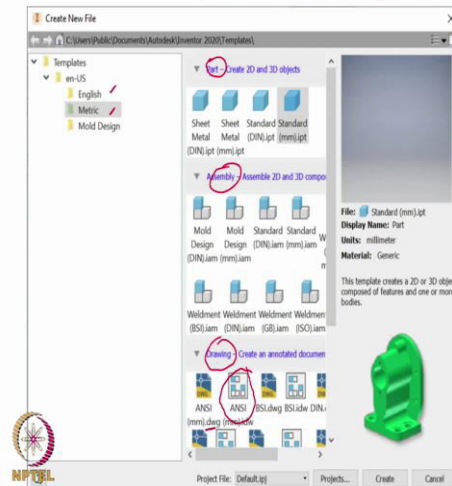 Create New File
C:\Users\Public\Documents\Autodesk\Inventor 2020\Templates\
Templates
en-US
English
Metric
Mold Design
Part – Create 2D and 3D objects
Sheet Metal (DIN).ipt
Sheet Metal (mm).ipt
Standard (DIN).ipt
Standard (mm).ipt
Assembly – Assemble 2D and 3D compo
Mold Design (DIN).iam
Mold Design (mm).iam
Standard (DIN).iam
Standard (mm).iam
Weldment (BSI).iam
Weldment (DIN).iam
Weldment (GB).iam
Weldment (ISO).iam
Drawing – Create an annotated documen
ANSI (mm).dwg
ANSI (mm).idw
BSI.dwg
BSI.idw
DIN.
File: Standard (mm).ipt
Display Name: Part
Units: millimeter
Material: Generic
This template creates a 2D or 3D obje
composed of features and one or more
bodies.
Project File: Default.ipj
Projects...
Create
Cancel
NPTEL